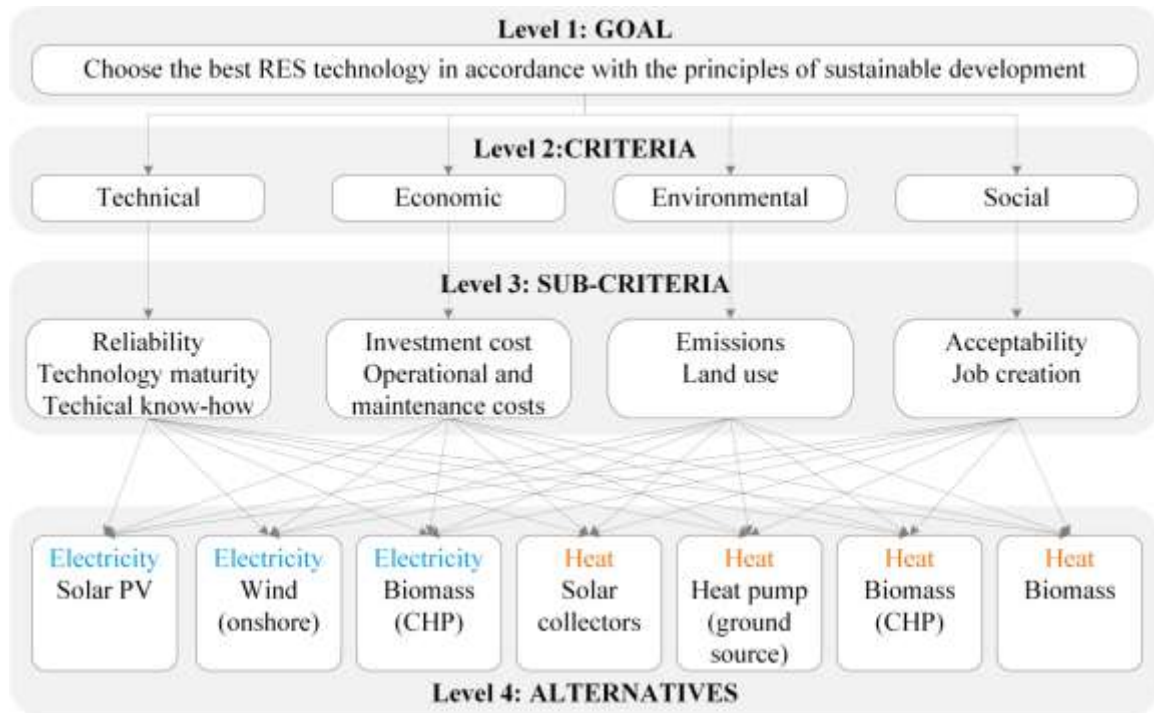 Level 1: GOAL
Choose the best RES technology in accordance with the principles of sustainable development
Level 2:CRITERIA
Technical
Economic
Environmental
Social
Level 3: SUB-CRITERIA
Reliability
Technology maturity
Techical know-how
Investment cost
Operational and
maintenance costs
Emissions
Land use
Acceptability
Job creation
Electricity
Solar PV
Electricity
Wind
(onshore)
Electricity
Biomass
(CHP)
Heat
Solar
collectors
Heat
Heat pump
(ground
source)
Heat
Biomass
(CHP)
Heat
Biomass
Level 4: ALTERNATIVES